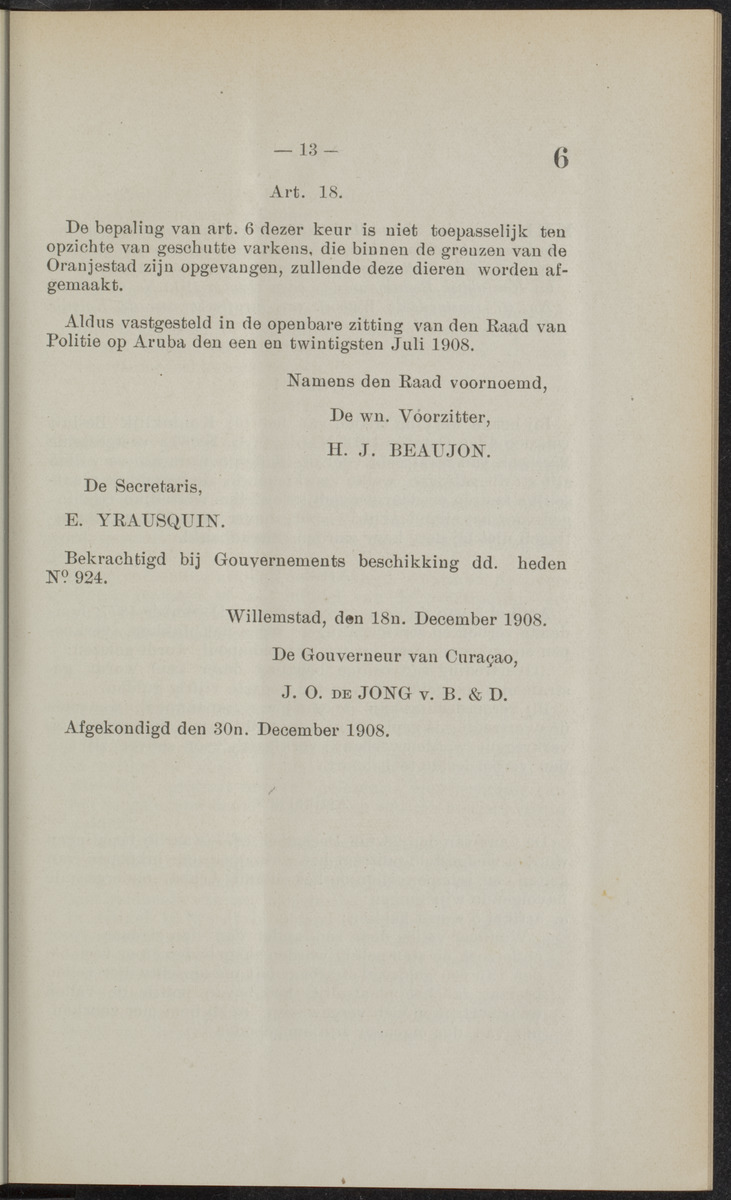 — 13 —
6
Art. 18.
De bepaling van art. 6 dezer keur is niet toepasselijk ten
opzichte van geschutte varkens, die binnen de grenzen van de
Oranjestad zijn opgevangen, zullende deze dieren worden af-
gemaakt.
Aldus vastgesteld in de openbare zitting van den Raad van
Politie op Aruba den een en twintigsten Juli 1908.
Namens den Raad voornoemd,
De wn. Voorzitter,
H. J. BEAUJON.
De Secretaris,
E. YRAUSQUIN.
Bekrachtigd bij Gouvernements beschikking dd. heden
Nº 924.
Willemstad, den 18n. December 1908.
De Gouverneur van Curaçao,
J. O. DE JONG v. B. & D.
Afgekondigd den 30n. December 1908.